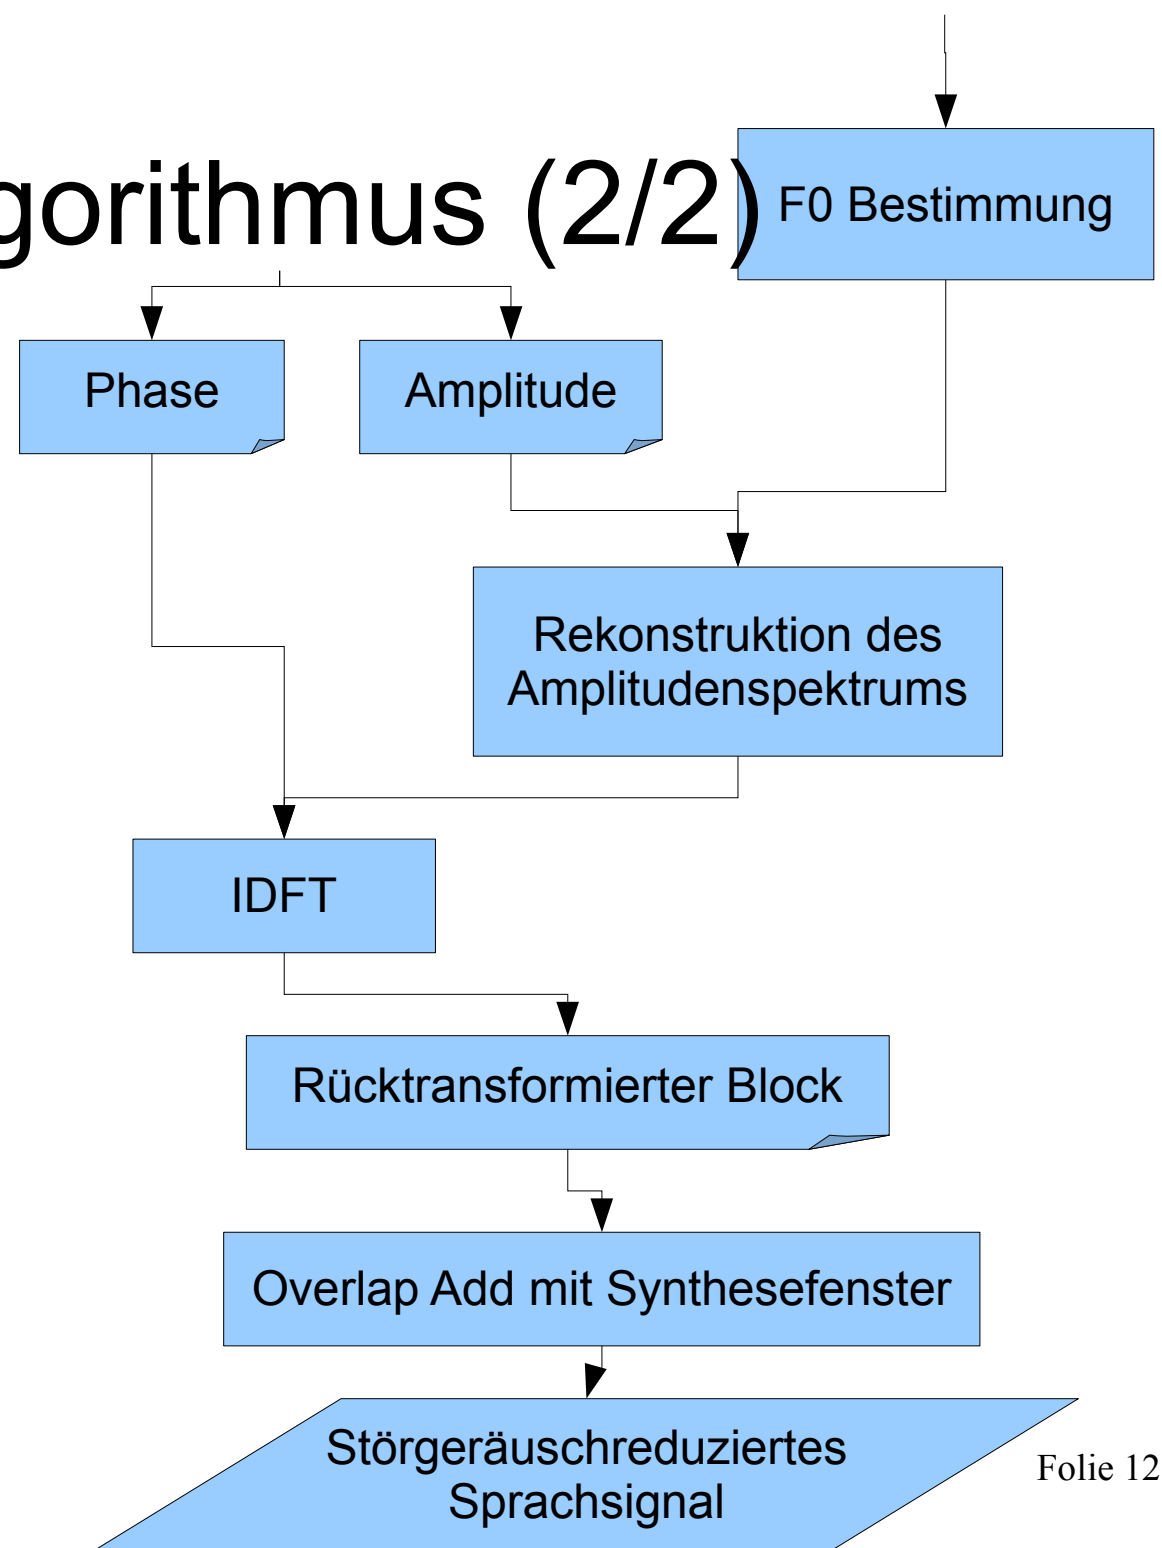 gorithmus (2/2)
F0 Bestimmung
Phase
Amplitude
Rekonstruktion des
Amplitudenspektrums
IDFT
Rücktransformierter Block
Overlap Add mit Synthesefenster
Störgeräuschreduziertes
Sprachsignal
Folie 12